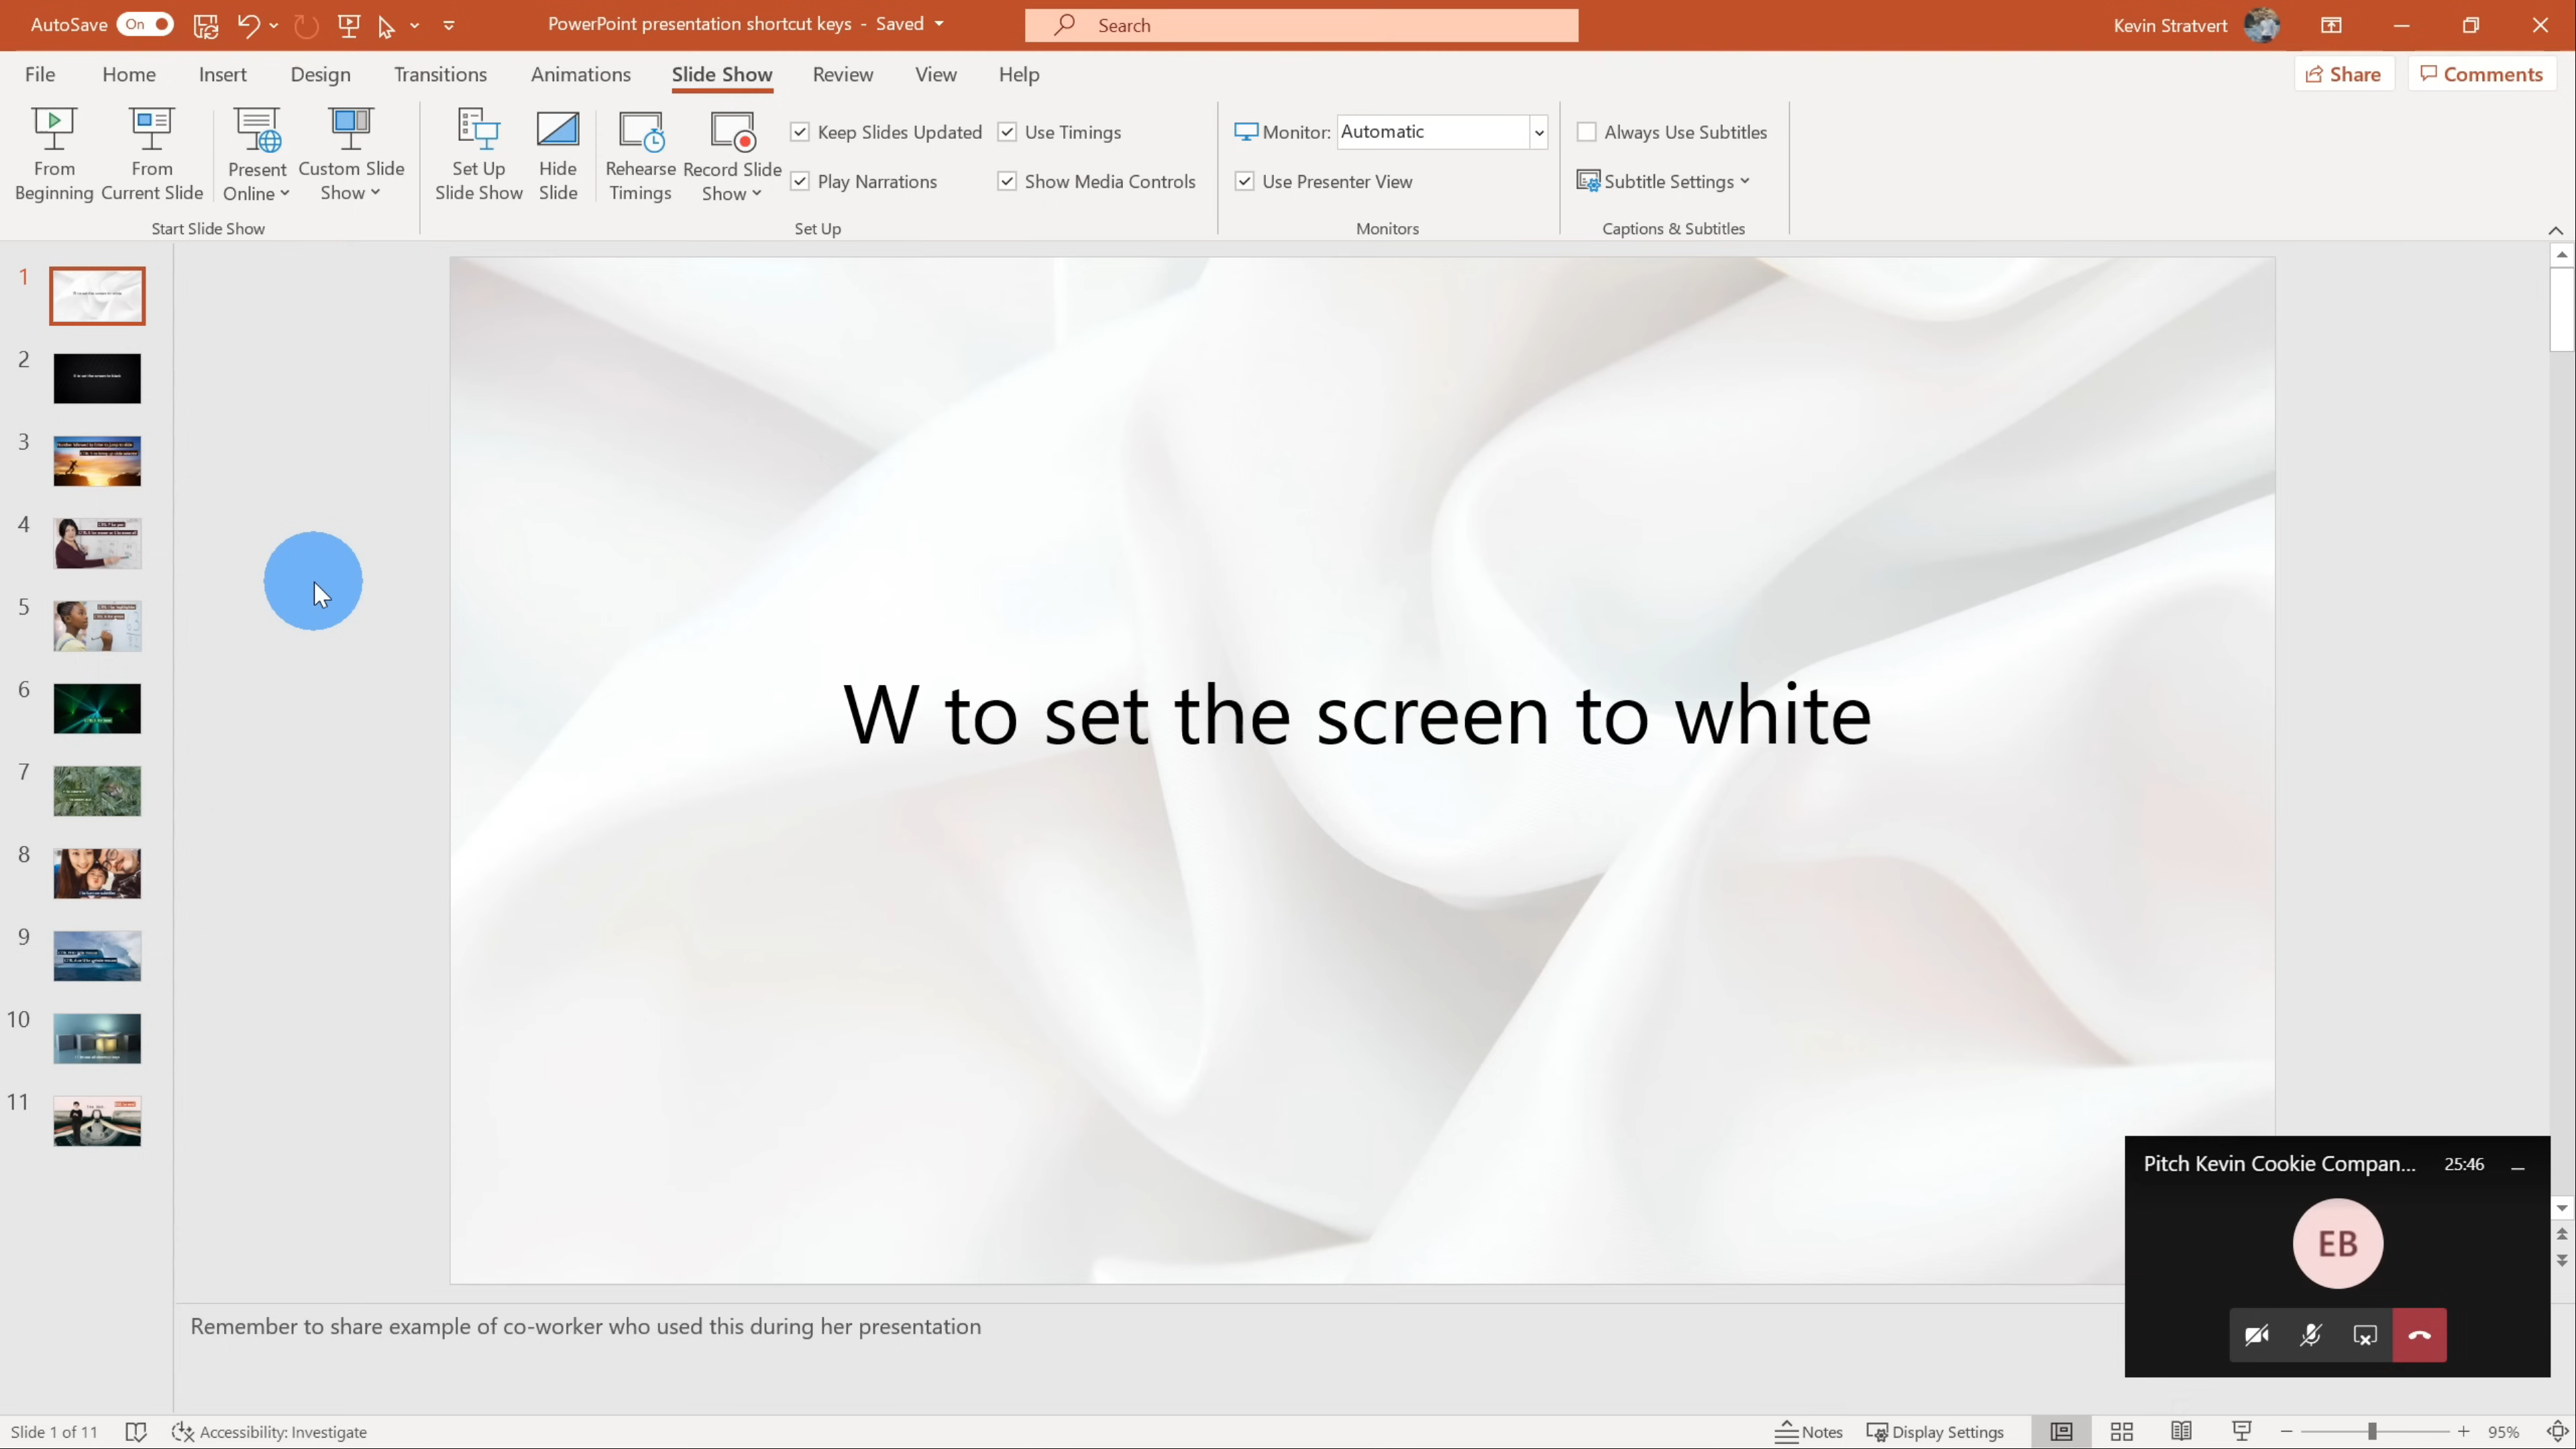 AutoSave On PowerPoint presentation shortcut keys - Saved Search Kevin Stratvert
File Home Insert Design Transitions Animations Slide Show Review View Help Share Comments
From Beginning
From Current Slide
Present Online
Custom Slide Show
Start Slide Show
Set Up Slide Show
Hide Slide
Rehearse Timings
Record Slide Show
Keep Slides Updated
Play Narrations
Use Timings
Show Media Controls
Set Up
Monitor: Automatic
Use Presenter View
Monitors
Always Use Subtitles
Subtitle Settings
Captions & Subtitles
1
2
3
4
5
6
7
8
9
10
11
W to set the screen to white
Pitch Kevin Cookie Compan... 25:46
EB
Remember to share example of co-worker who used this during her presentation
Slide 1 of 11 Accessibility: Investigate Notes Display Settings 95%